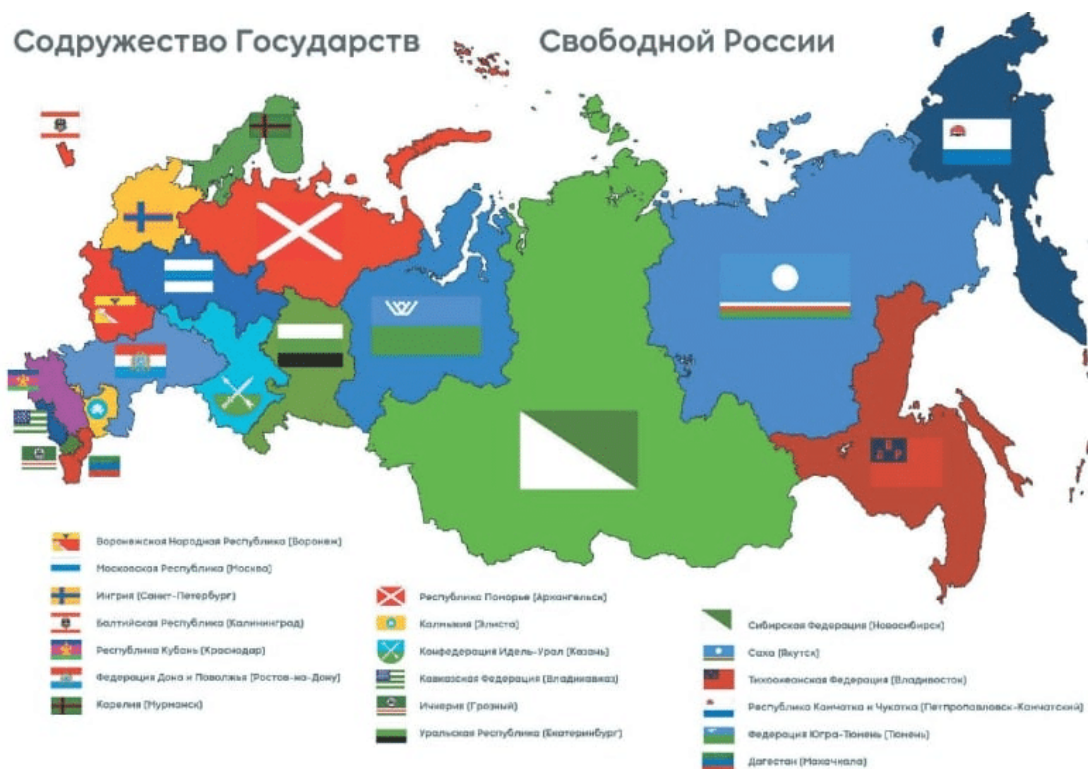 Содружество Государств Свободной России
Воронежская Народная Республика (Воронеж)
Московская Республика (Москва)
Ингрия (Санкт-Петербург)
Балтийская Республика (Калининград)
Республика Кубань (Краснодар)
Федерация Дона и Поволжья (Ростов-на-Дону)
Карелия (Мурманск)
Республика Поморье (Архангельск)
Калмыкия (Элиста)
Конфедерация Идель-Урал (Казань)
Кавказская Федерация (Владикавказ)
Ичкерия (Грозный)
Уральская Республика (Екатеринбург)
Сибирская Федерация (Новосибирск)
Саха (Якутск)
Тихоокеанская Федерация (Владивосток)
Республика Камчатка и Чукотка (Петпропавловск-Камчатский)
Федерация Югра-Тюмень (Тюмень)
Дагестан (Махачкала)